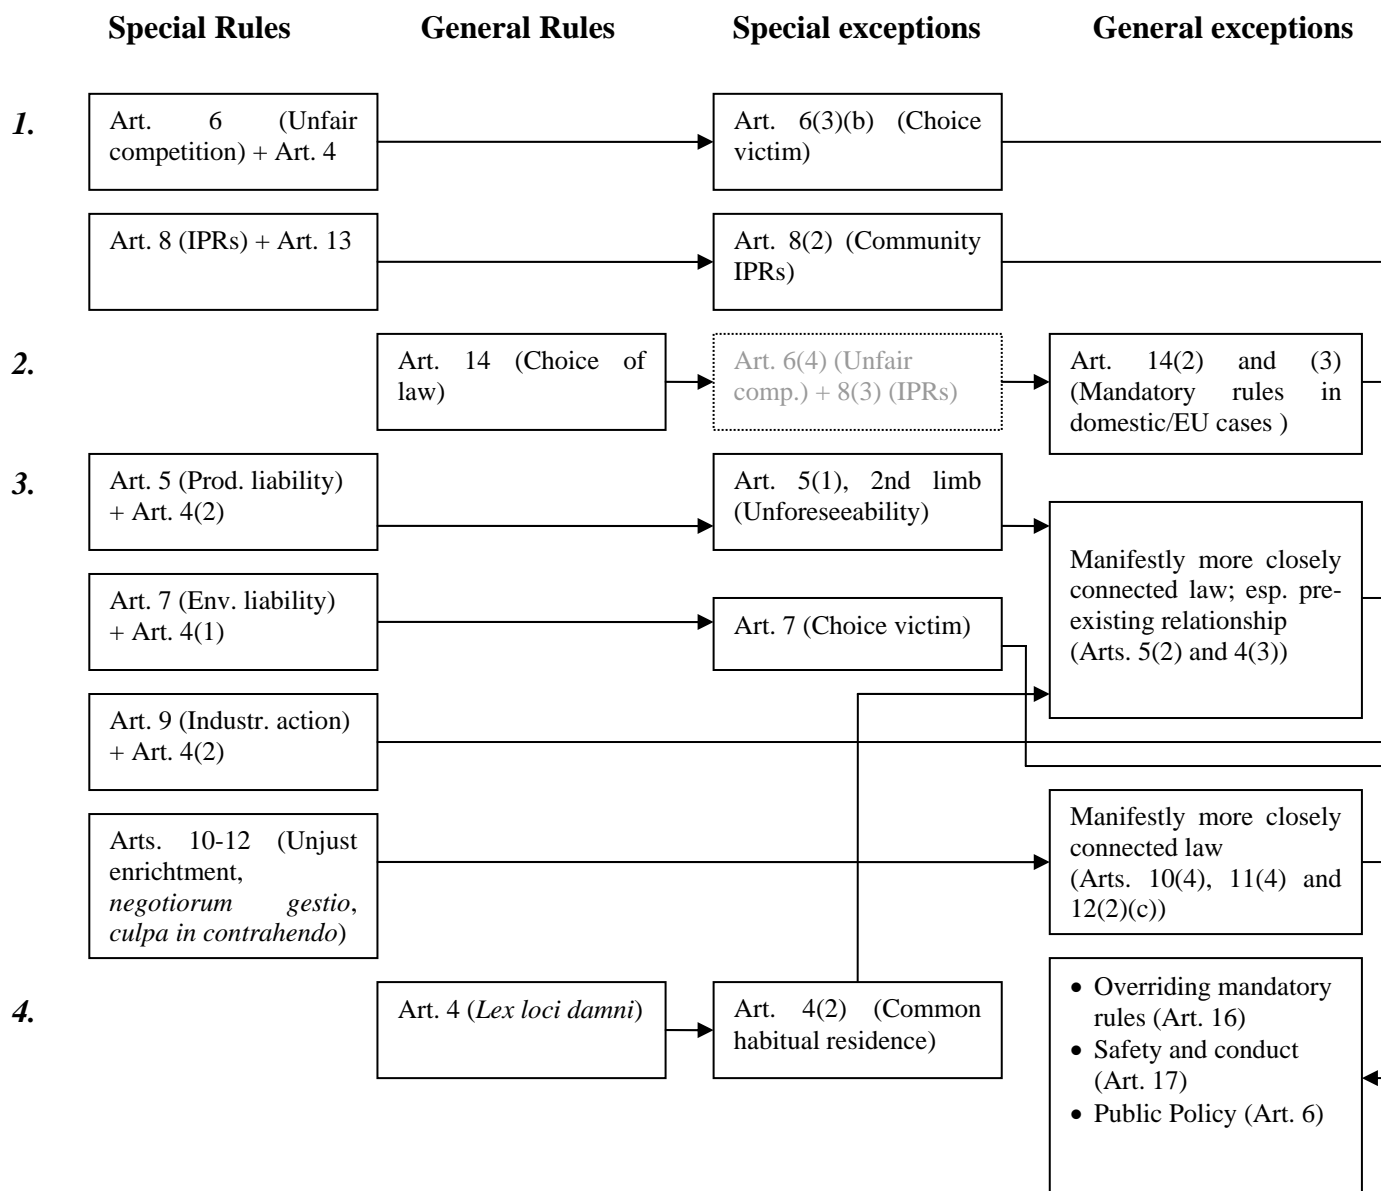 Special Rules General Rules Special exceptions General exceptions
1.
Art. 6 (Unfair
competition) + Art. 4
Art. 6(3)(b) (Choice
victim)
Art. 8 (IPRs) + Art. 13
Art. 8(2) (Community
IPRs)
2.
Art. 14 (Choice of
law)
Art. 6(4) (Unfair
comp.) + 8(3) (IPRs)
Art. 14(2) and (3)
(Mandatory rules in
domestic/EU cases )
3.
Art. 5 (Prod. liability)
+ Art. 4(2)
Art. 5(1), 2nd limb
(Unforeseeability)
Manifestly more closely
connected law; esp. pre-
existing relationship
(Arts. 5(2) and 4(3))
Art. 7 (Env. liability)
+ Art. 4(1)
Art. 7 (Choice victim)
Art. 9 (Industr. action)
+ Art. 4(2)
Arts. 10-12 (Unjust
enrichtment,
negotiorum gestio,
culpa in contrahendo)
Manifestly more closely
connected law
(Arts. 10(4), 11(4) and
12(2)(c))
4.
Art. 4 (Lex loci damni)
Art. 4(2) (Common
habitual residence)
• Overriding mandatory
rules (Art. 16)
• Safety and conduct
(Art. 17)
• Public Policy (Art. 6)